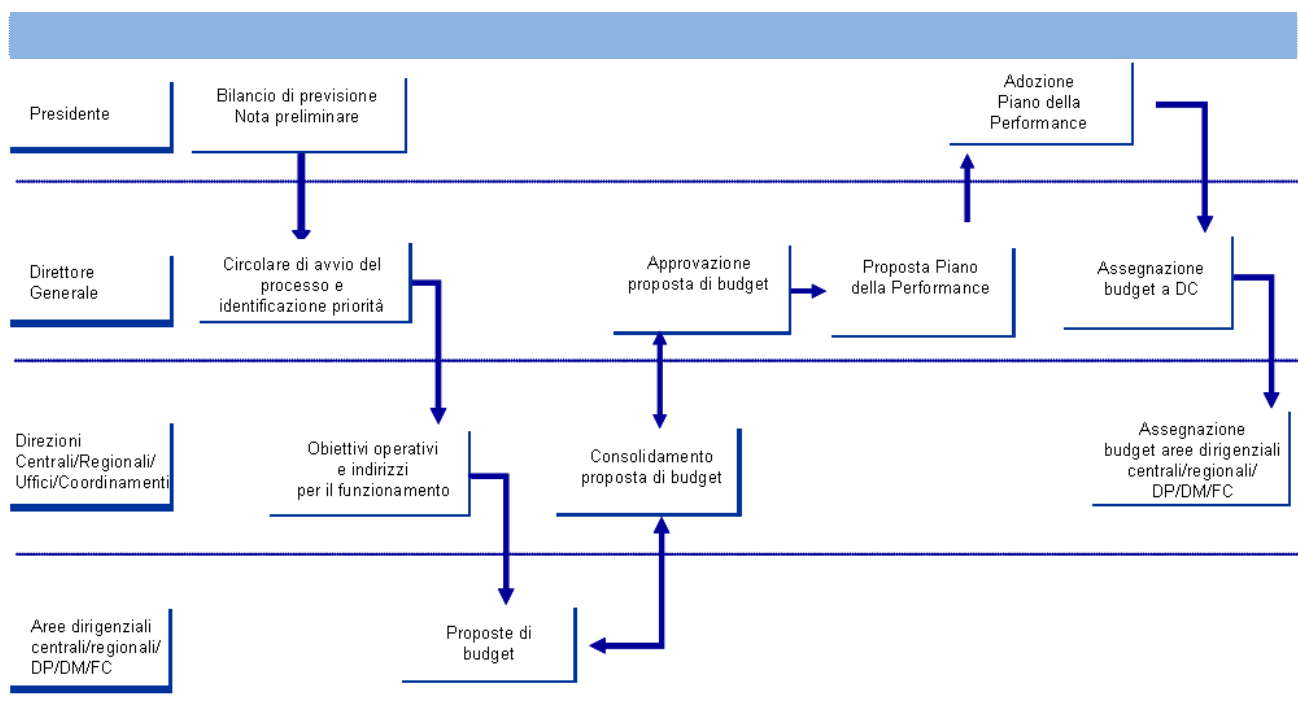 Presidente
Bilancio di previsione
Nota preliminare
Adozione
Piano della
Performance
Direttore
Generale
Circolare di avvio del
processo e
identificazione priorità
Approvazione
proposta di budget
Proposta Piano
della Performance
Assegnazione
budget a DC
Direzioni
Centrali/Regionali/
Uffici/Coordinamenti
Obiettivi operativi
e indirizzi
per il funzionamento
Consolidamento
proposta di budget
Assegnazione
budget aree dirigenziali
centrali/regionali/
DP/DM/FC
Aree dirigenziali
centrali/regionali/
DP/DM/FC
Proposte di
budget